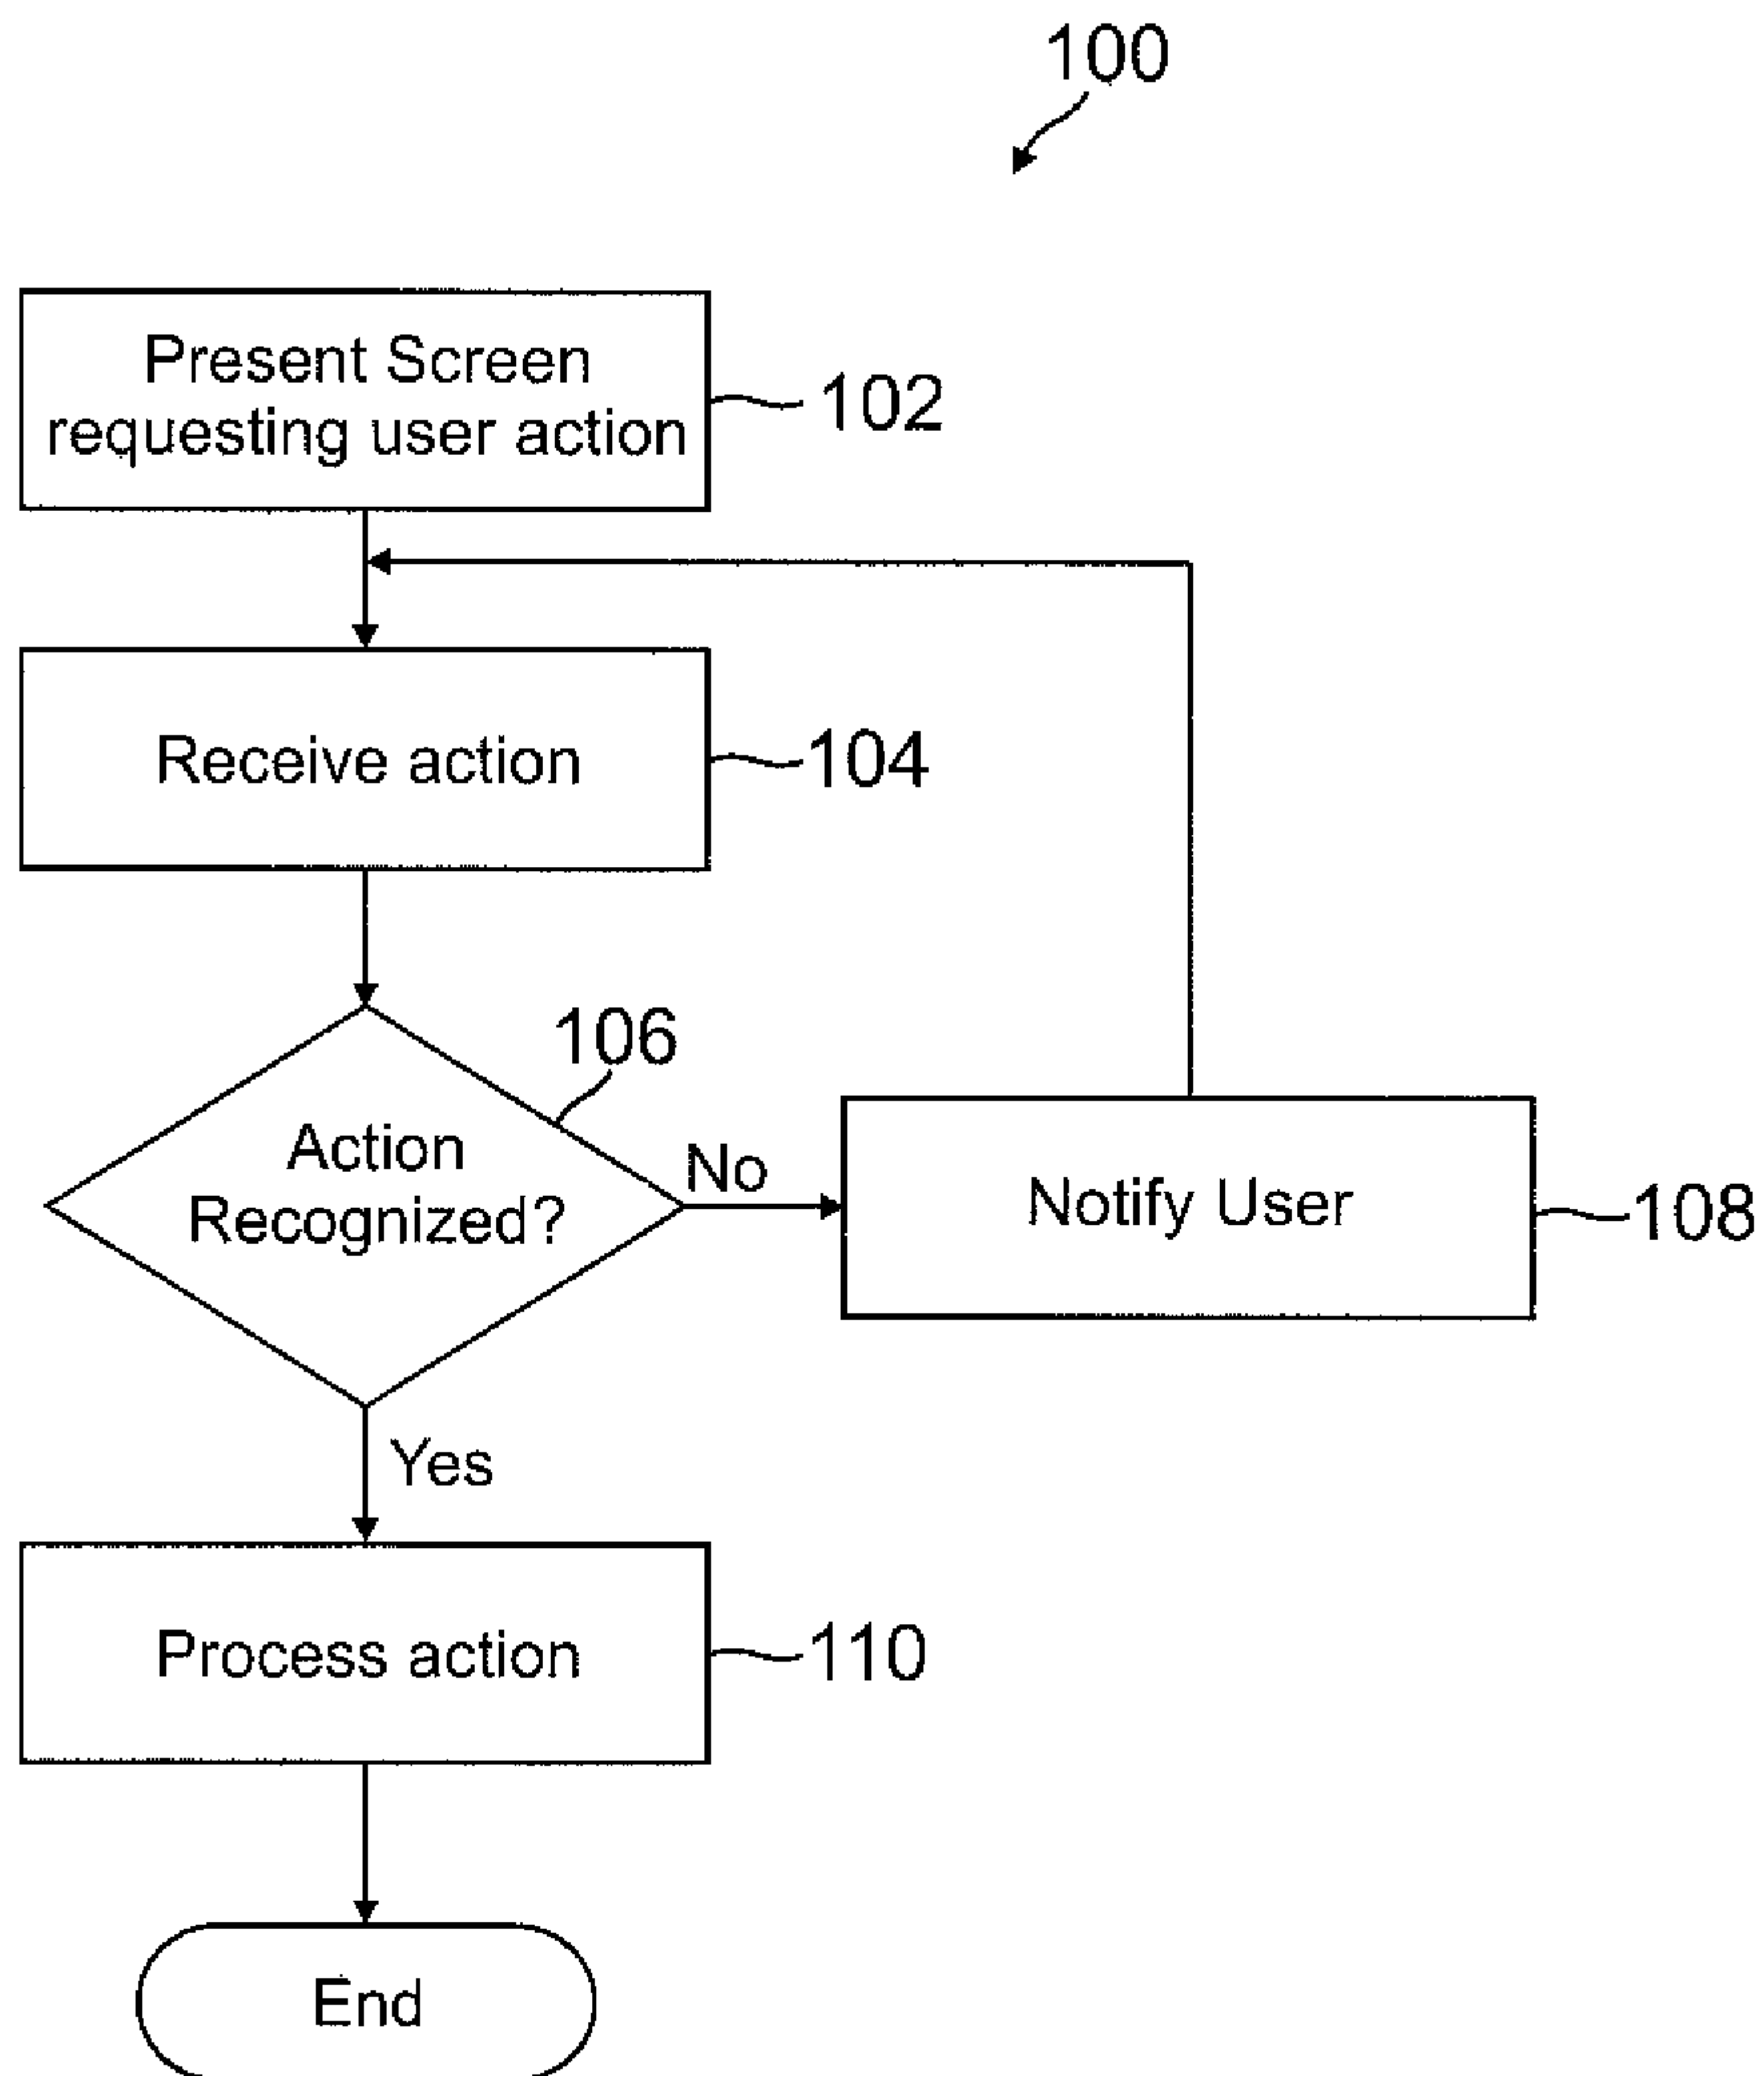 100
Present Screen
requesting user action
102
Receive action
104
106
Action
Recognized?
No
Notify User
108
Yes
Process action
110
End